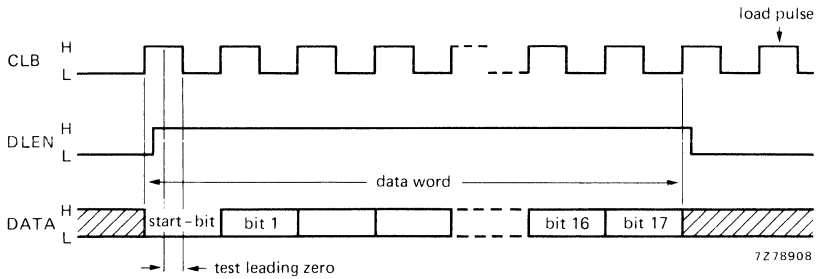 load pulse
CLB
H
L
DLEN
H
L
data word
DATA
H
L
start-bit
bit 1
bit 16
bit 17
7Z78908
test leading zero